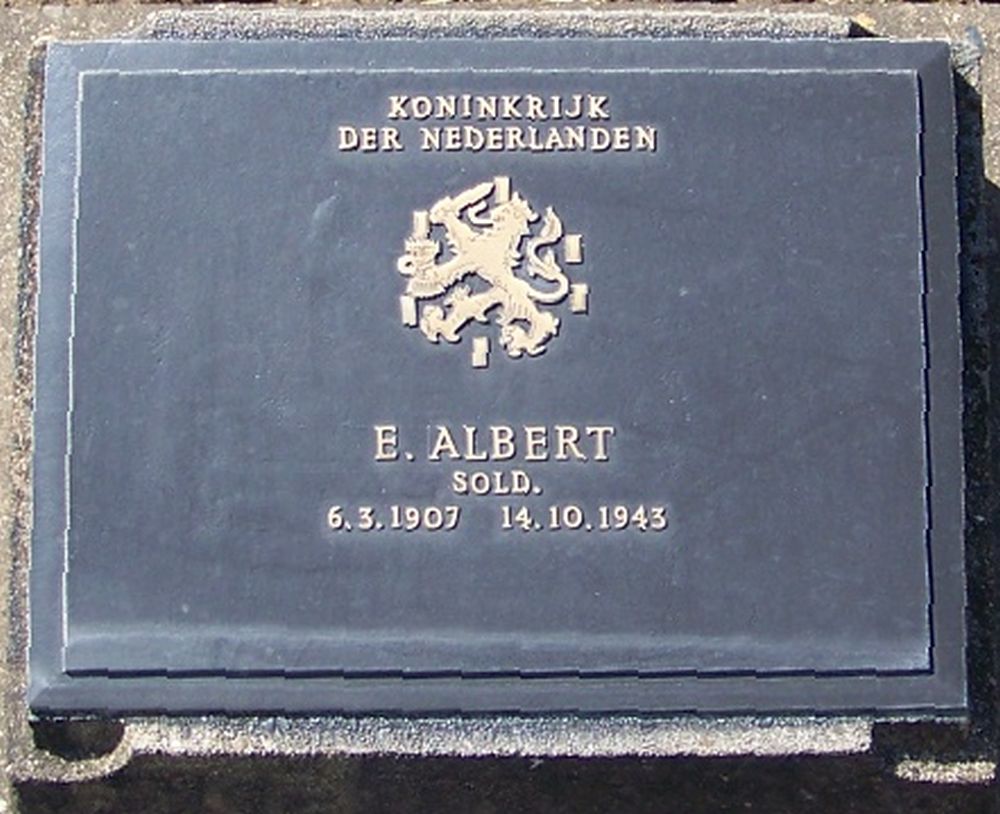 KONINKRIJK
DER NEDERLANDEN
E. ALBERT
SOLD.
6.3.1907 14.10.1943